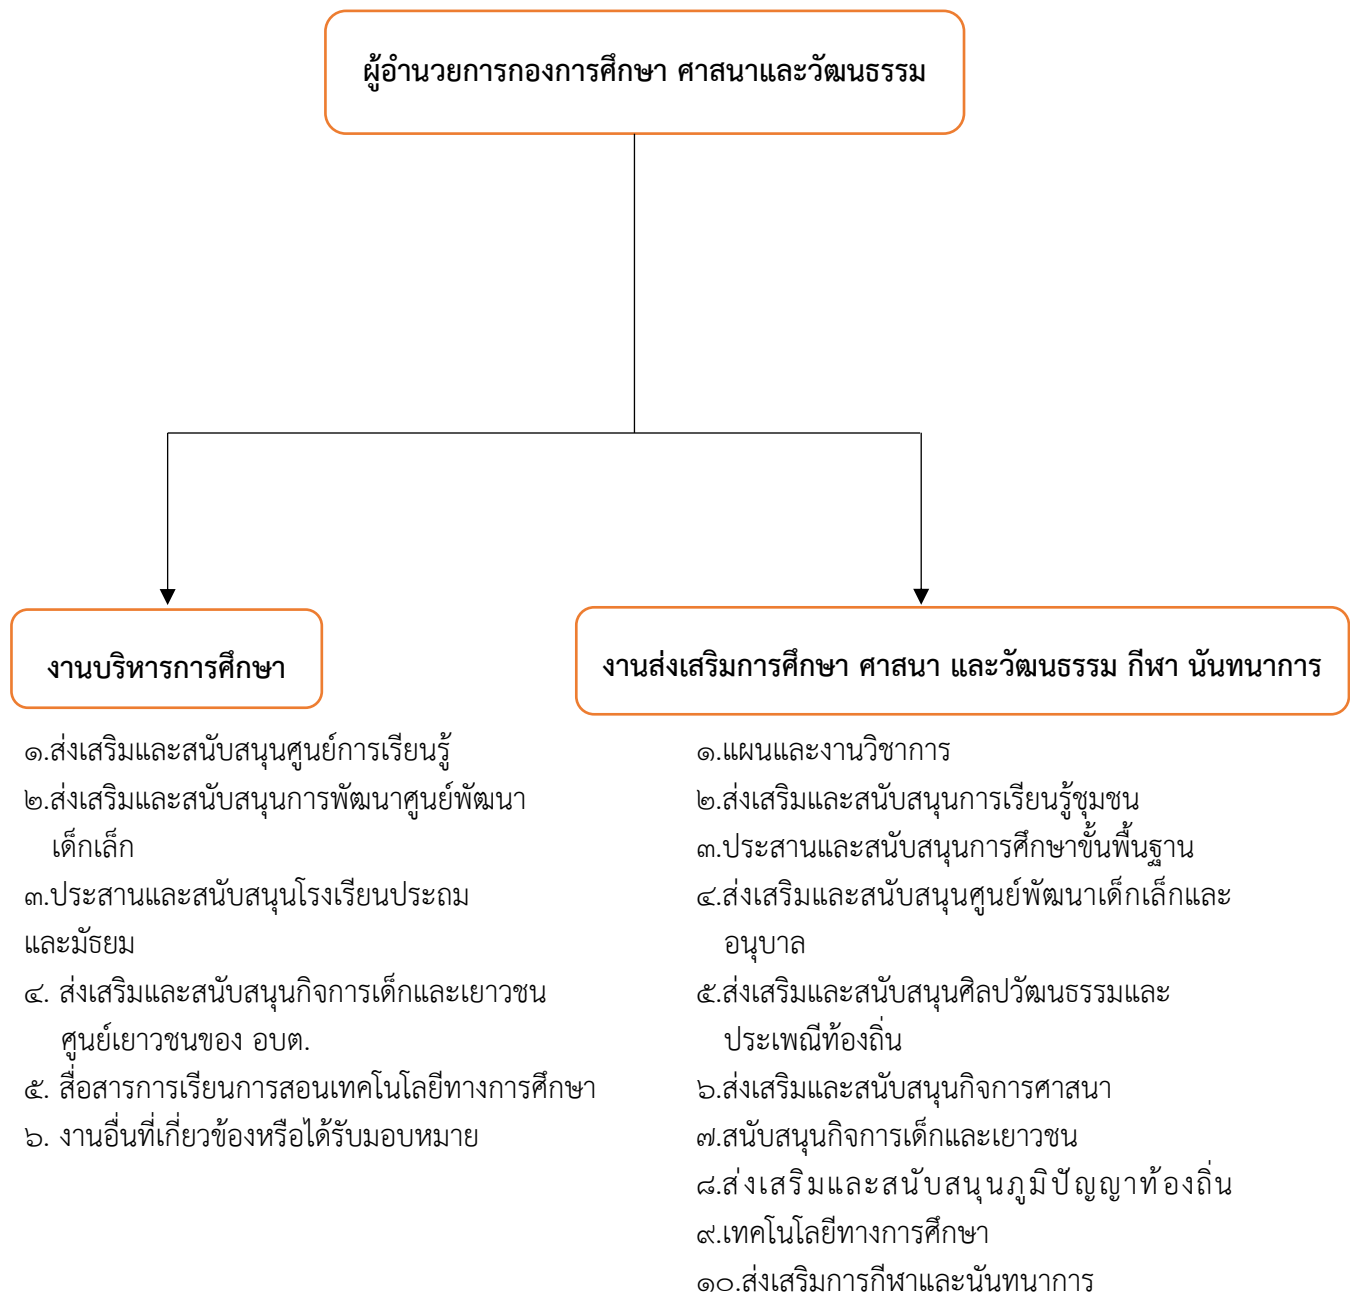 ผู้อำนวยการกองการศึกษา ศาสนาและวัฒนธรรม
งานบริหารการศึกษา
๑.ส่งเสริมและสนับสนุนศูนย์การเรียนรู้
๒.ส่งเสริมและสนับสนุนการพัฒนาศูนย์พัฒนา
เด็กเล็ก
๓.ประสานและสนับสนุนโรงเรียนประถม
และมัธยม
๔. ส่งเสริมและสนับสนุนกิจการเด็กและเยาวชน
ศูนย์เยาวชนของ อบต.
๕. สื่อสารการเรียนการสอนเทคโนโลยีทางการศึกษา
๖. งานอื่นที่เกี่ยวข้องหรือได้รับมอบหมาย
งานส่งเสริมการศึกษา ศาสนา และวัฒนธรรม กีฬา นันทนาการ
๑.แผนและงานวิชาการ
๒.ส่งเสริมและสนับสนุนการเรียนรู้ชุมชน
๓.ประสานและสนับสนุนการศึกษาขั้นพื้นฐาน
๔.ส่งเสริมและสนับสนุนศูนย์พัฒนาเด็กเล็กและ
อนุบาล
๕.ส่งเสริมและสนับสนุนศิลปวัฒนธรรมและ
ประเพณีท้องถิ่น
๖.ส่งเสริมและสนับสนุนกิจการศาสนา
๗.สนับสนุนกิจการเด็กและเยาวชน
๘.ส่งเสริมและสนับสนุนภูมิปัญญาท้องถิ่น
๙.เทคโนโลยีทางการศึกษา
๑๐.ส่งเสริมการกีฬาและนันทนาการ